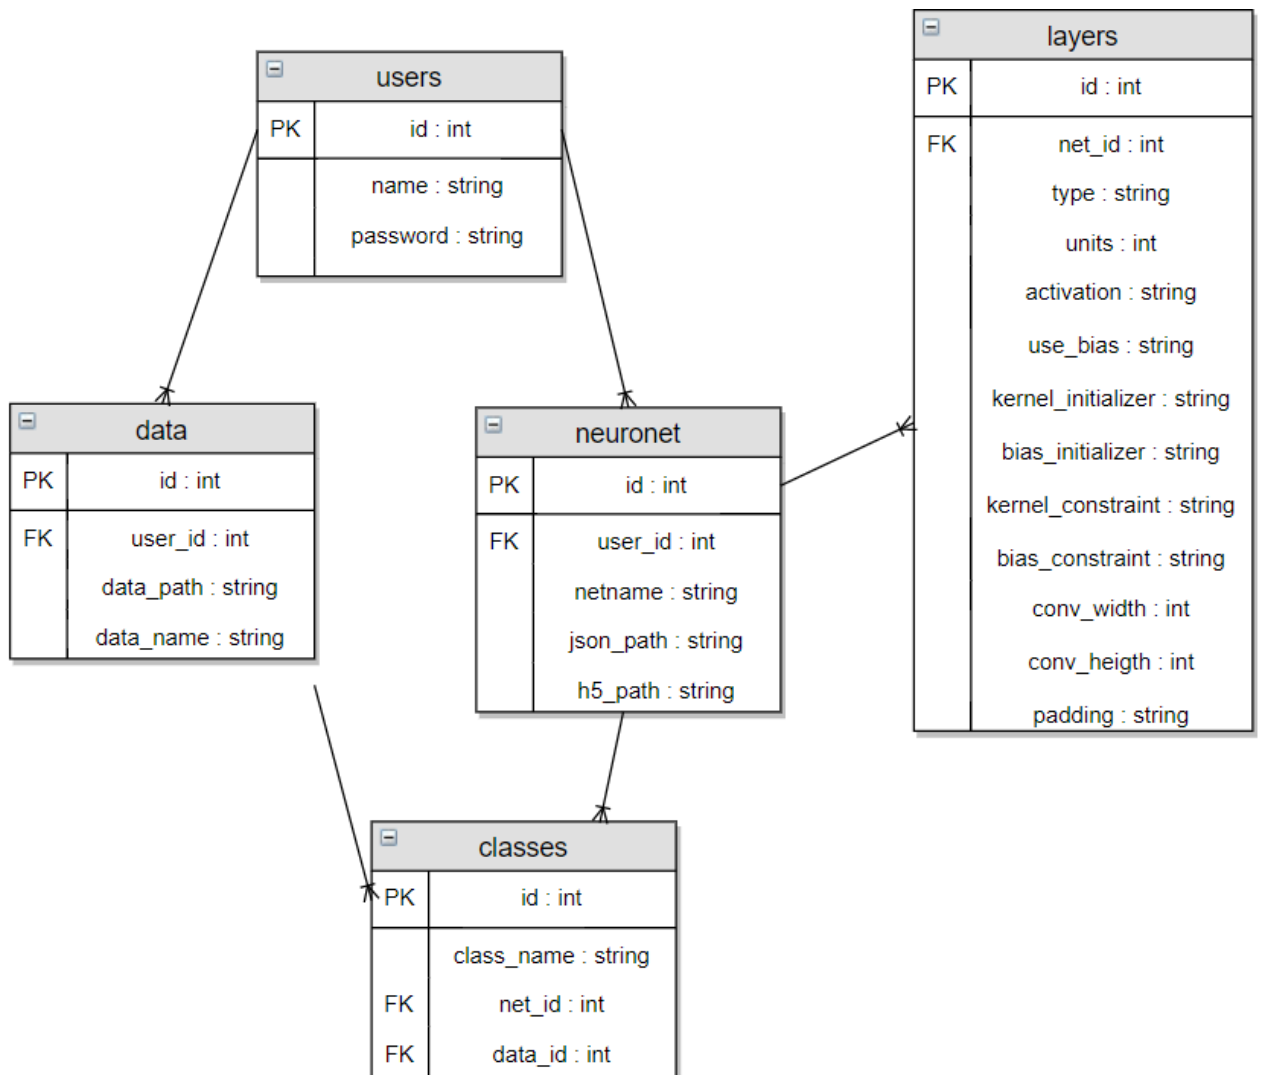 users
PK id : int
name : string
password : string
layers
PK id : int
FK net_id : int
type : string
units : int
activation : string
use_bias : string
kernel_initializer : string
bias_initializer : string
kernel_constraint : string
bias_constraint : string
conv_width : int
conv_heigth : int
padding : string
data
PK id : int
FK user_id : int
data_path : string
data_name : string
neuronet
PK id : int
FK user_id : int
netname : string
json_path : string
h5_path : string
classes
PK id : int
class_name : string
FK net_id : int
FK data_id : int